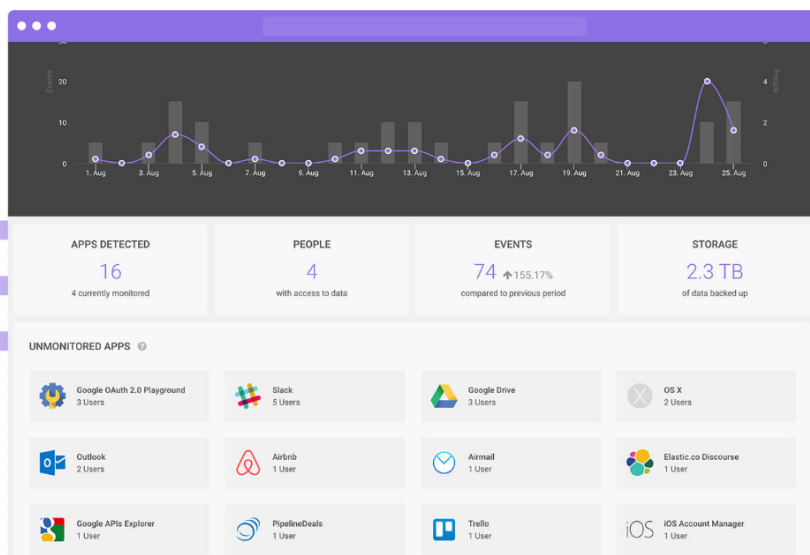 30
6
20
4
10
2
0
0
Events
People
1. Aug
3. Aug
5. Aug
7. Aug
9. Aug
11. Aug
13. Aug
15. Aug
17. Aug
19. Aug
21. Aug
23. Aug
25. Aug
APPS DETECTED
16
4 currently monitored
PEOPLE
4
with access to data
EVENTS
74 155.17%
compared to previous period
STORAGE
2.3 TB
of data backed up
UNMONITORED APPS ?
Google OAuth 2.0 Playground
3 Users
Slack
5 Users
Google Drive
3 Users
X
OS X
2 Users
Outlook
2 Users
Airbnb
1 User
Airmail
1 User
Elastic.co Discourse
1 User
Google APIs Explorer
1 User
PipelineDeals
1 User
Trello
1 User
iOS
iOS Account Manager
1 User